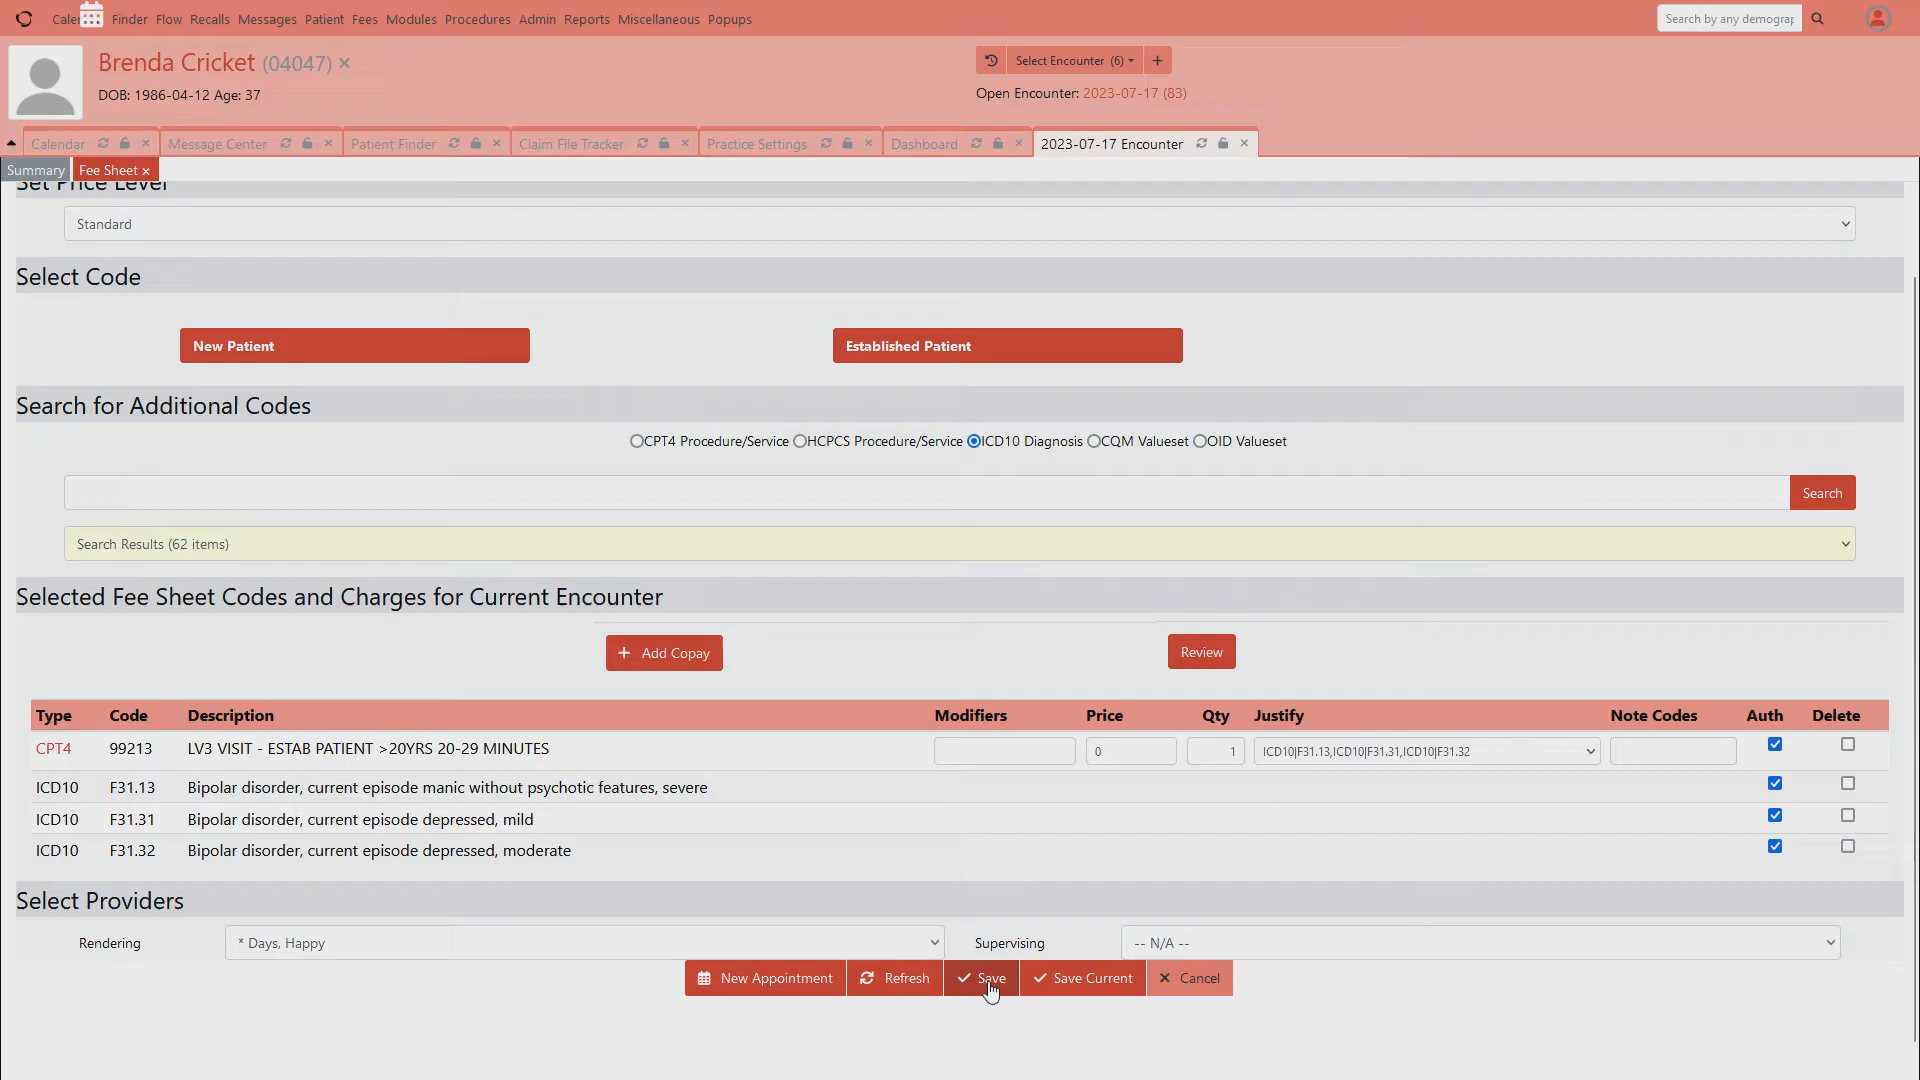 Cale Finder Flow Recalls Messages Patient Fees Modules Procedures Admin Reports Miscellaneous Popups Search by any demograp
Brenda Cricket (04047)
Select Encounter (6)
DOB: 1986-04-12 Age: 37
Open Encounter: 2023-07-17 (83)
Calendar Message Center Patient Finder Claim File Tracker Practice Settings Dashboard 2023-07-17 Encounter
Summary Fee Sheet
Set Price Level
Standard
Select Code
New Patient Established Patient
Search for Additional Codes
CPT4 Procedure/Service HCPCS Procedure/Service ICD10 Diagnosis CQM Valueset OID Valueset
Search
Search Results (62 items)
Selected Fee Sheet Codes and Charges for Current Encounter
Add Copay Review
Type Code Description Modifiers Price Qty Justify Note Codes Auth Delete
CPT4 99213 LV3 VISIT - ESTAB PATIENT >20YRS 20-29 MINUTES 0 1 ICD10|F31.13,ICD10|F31.31,ICD10|F31.32
ICD10 F31.13 Bipolar disorder, current episode manic without psychotic features, severe
ICD10 F31.31 Bipolar disorder, current episode depressed, mild
ICD10 F31.32 Bipolar disorder, current episode depressed, moderate
Select Providers
Rendering * Days, Happy Supervising -- N/A --
New Appointment Refresh Save Save Current Cancel